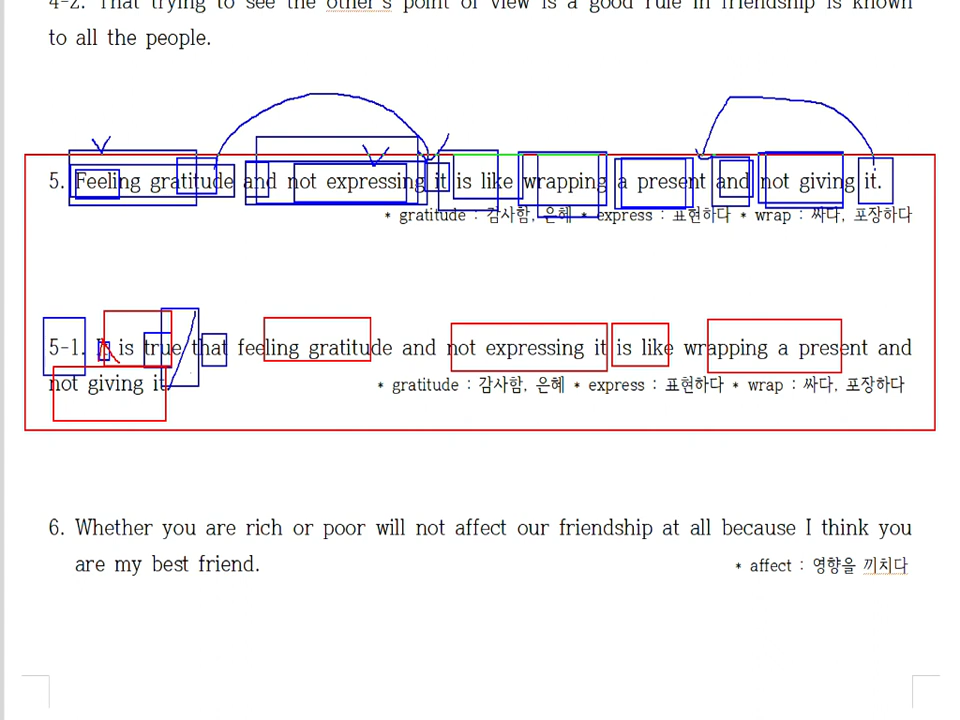 4-2. That trying to see the other's point of view is a good rule in friendship is known
to all the people.
5. Feeling gratitude and not expressing it is like wrapping a present and not giving it.
* gratitude : 감사함, 은혜 * express : 표현하다 * wrap : 싸다, 포장하다
5-1. It is true that feeling gratitude and not expressing it is like wrapping a present and
not giving it. * gratitude : 감사함, 은혜 * express : 표현하다 * wrap : 싸다, 포장하다
6. Whether you are rich or poor will not affect our friendship at all because I think you
are my best friend. * affect : 영향을 끼치다